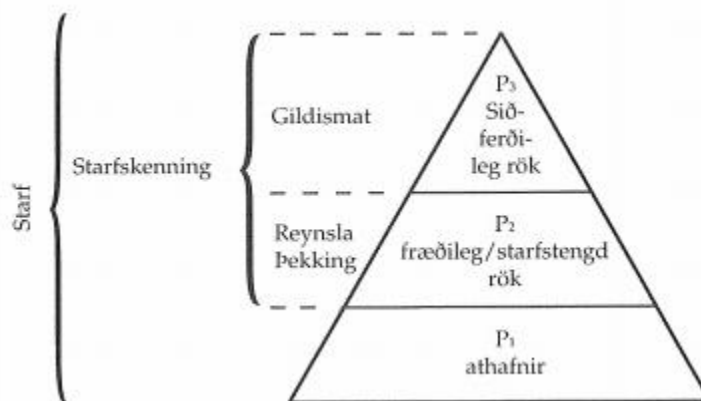 Starf
Starfskenning
Gildismat
Reynsla
Þekking
P3
Sið-
ferði-
leg rök
P2
fræðileg/starfstengd
rök
P1
athafnir